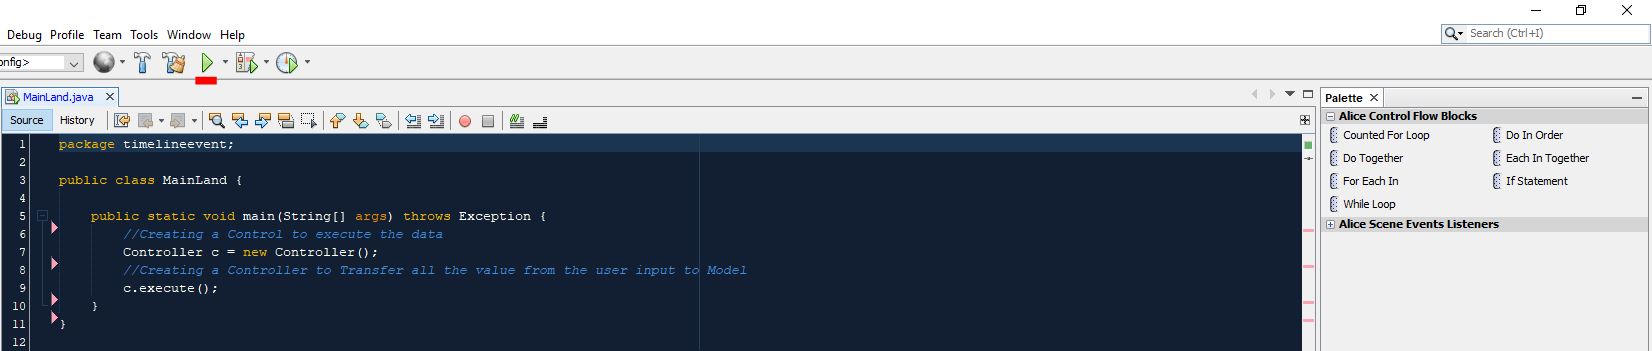 Debug Profile Team Tools Window Help
Search (Ctrl+I)
onfig>
MainLand.java
Palette
Source History
Alice Control Flow Blocks
Counted For Loop Do In Order
Do Together Each In Together
For Each In If Statement
While Loop
Alice Scene Events Listeners
1 package timelineevent;
2
3 public class MainLand {
4
5 public static void main(String[] args) throws Exception {
6 //Creating a Control to execute the data
7 Controller c = new Controller();
8 //Creating a Controller to Transfer all the value from the user input to Model
9 c.execute();
10 }
11 }
12